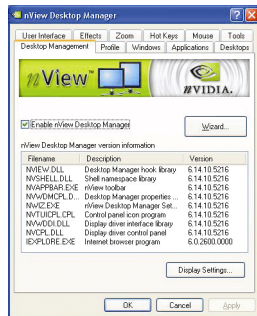 nView Desktop Manager
User Interface Effects Zoom Hot Keys Mouse Tools
Desktop Management Profile Windows Applications Desktops
nView™
NVIDIA.
Enable nView Desktop Manager
Wizard...
nView Desktop Manager version information
Filename Description Version
NVIEW.DLL Desktop Manager hook library 6.14.10.5216
NVSHELL.DLL Shell namespace library 6.14.10.5216
NVAPPBAR.EXE nView toolbar 6.14.10.5216
NVWDMCPL.D... Desktop Manager properties ... 6.14.10.5216
NWIZ.EXE nView Desktop Manager Set... 6.14.10.5216
NVTUICPL.CPL Control panel icon program 6.14.10.5216
NVWDDI.DLL Display driver interface library 6.14.10.5216
NVCPL.DLL Display driver control panel 6.14.10.5216
IEXPLORE.EXE Internet browser program 6.0.2600.0000
Display Settings...
OK Cancel Apply